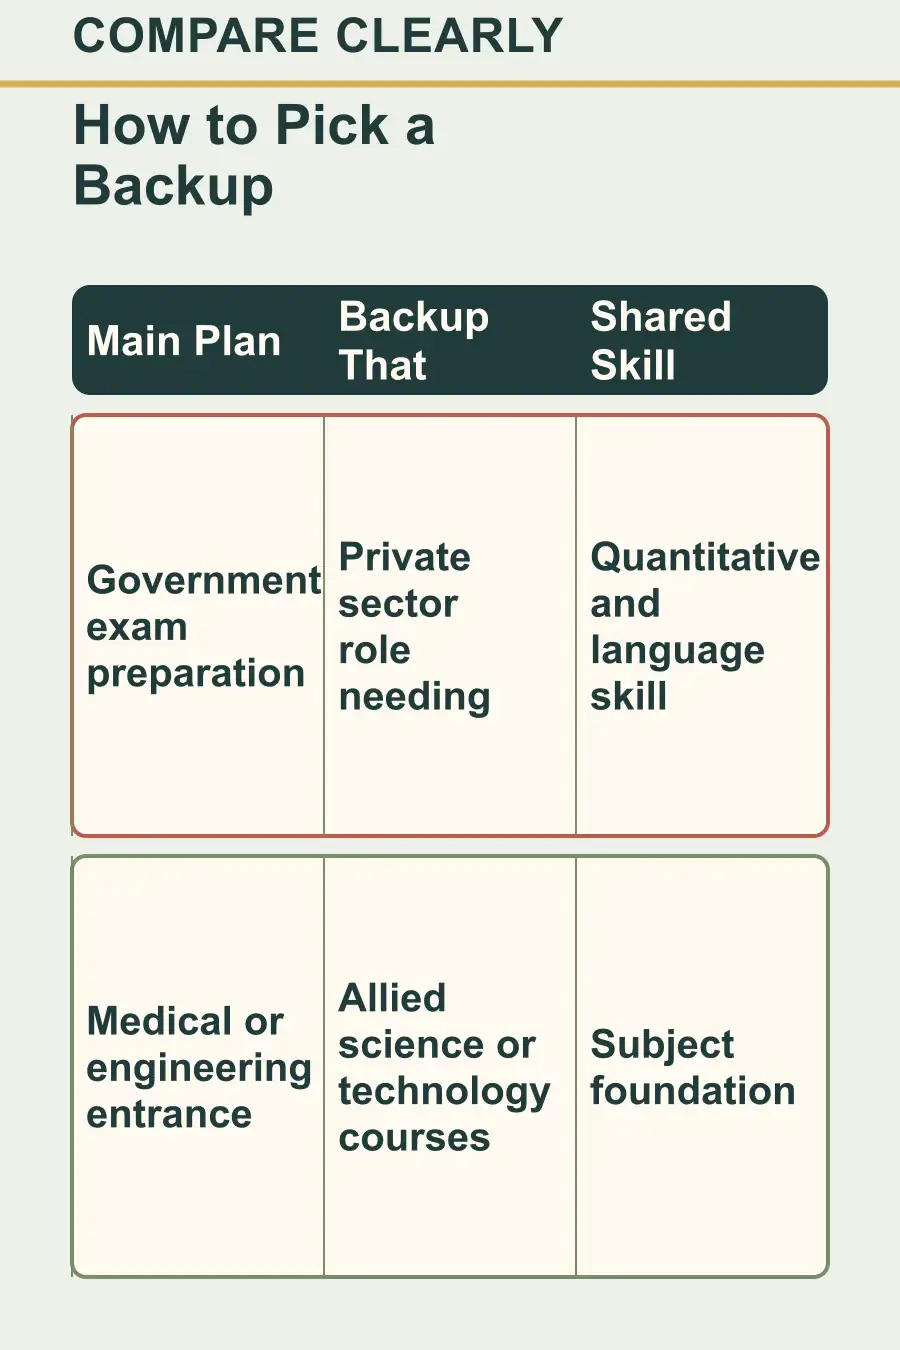 COMPARE CLEARLY
How to Pick a
Backup
Main Plan
Backup
That
Shared
Skill
Government
exam
preparation
Private
sector
role
needing
Quantitative
and
language
skill
Medical or
engineering
entrance
Allied
science or
technology
courses
Subject
foundation